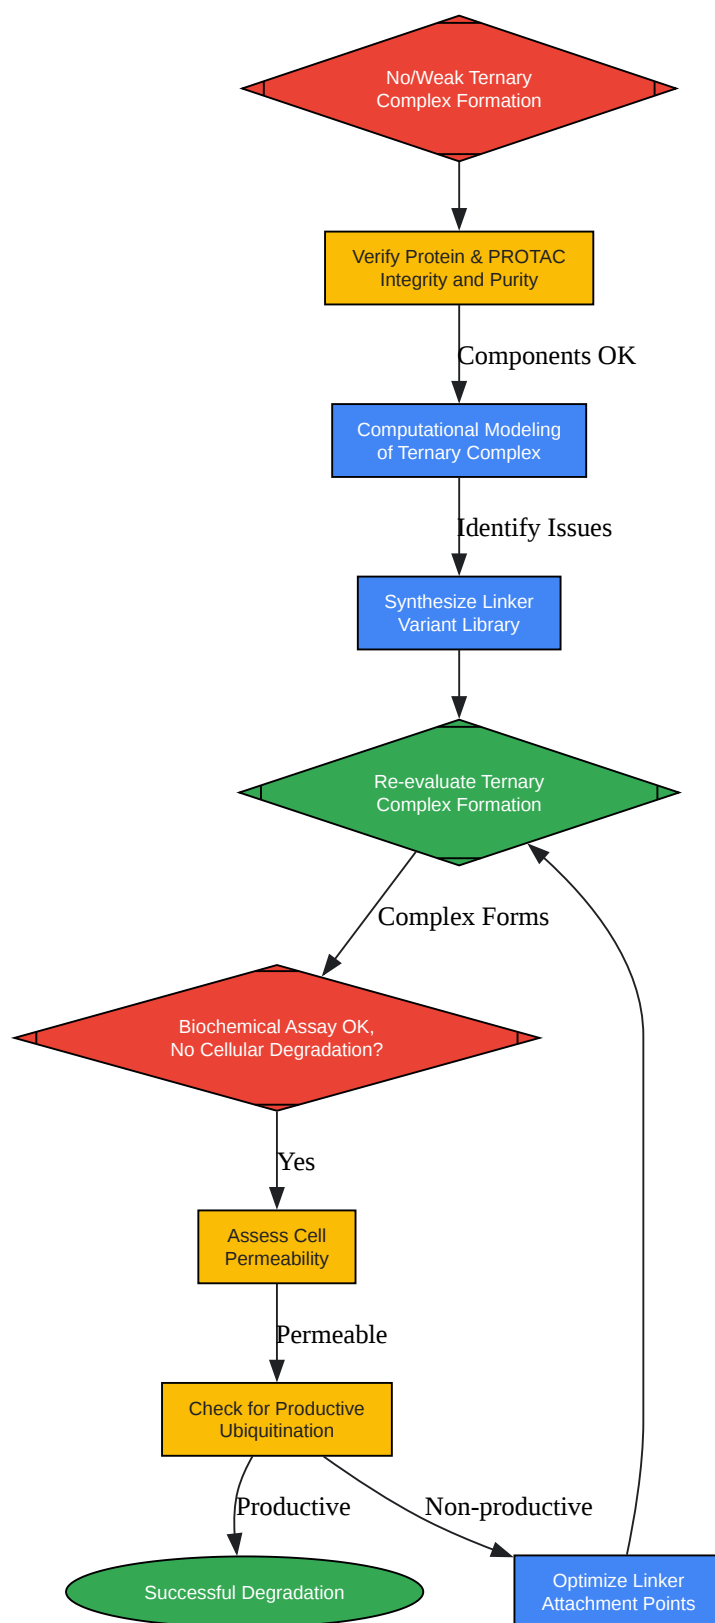 No/Weak Ternary
Complex Formation
Verify Protein & PROTAC
Integrity and Purity
Components OK
Computational Modeling
of Ternary Complex
Identify Issues
Synthesize Linker
Variant Library
Re-evaluate Ternary
Complex Formation
Complex Forms
Biochemical Assay OK,
No Cellular Degradation?
Yes
Assess Cell
Permeability
Permeable
Check for Productive
Ubiquitination
Productive
Non-productive
Successful Degradation
Optimize Linker
Attachment Points